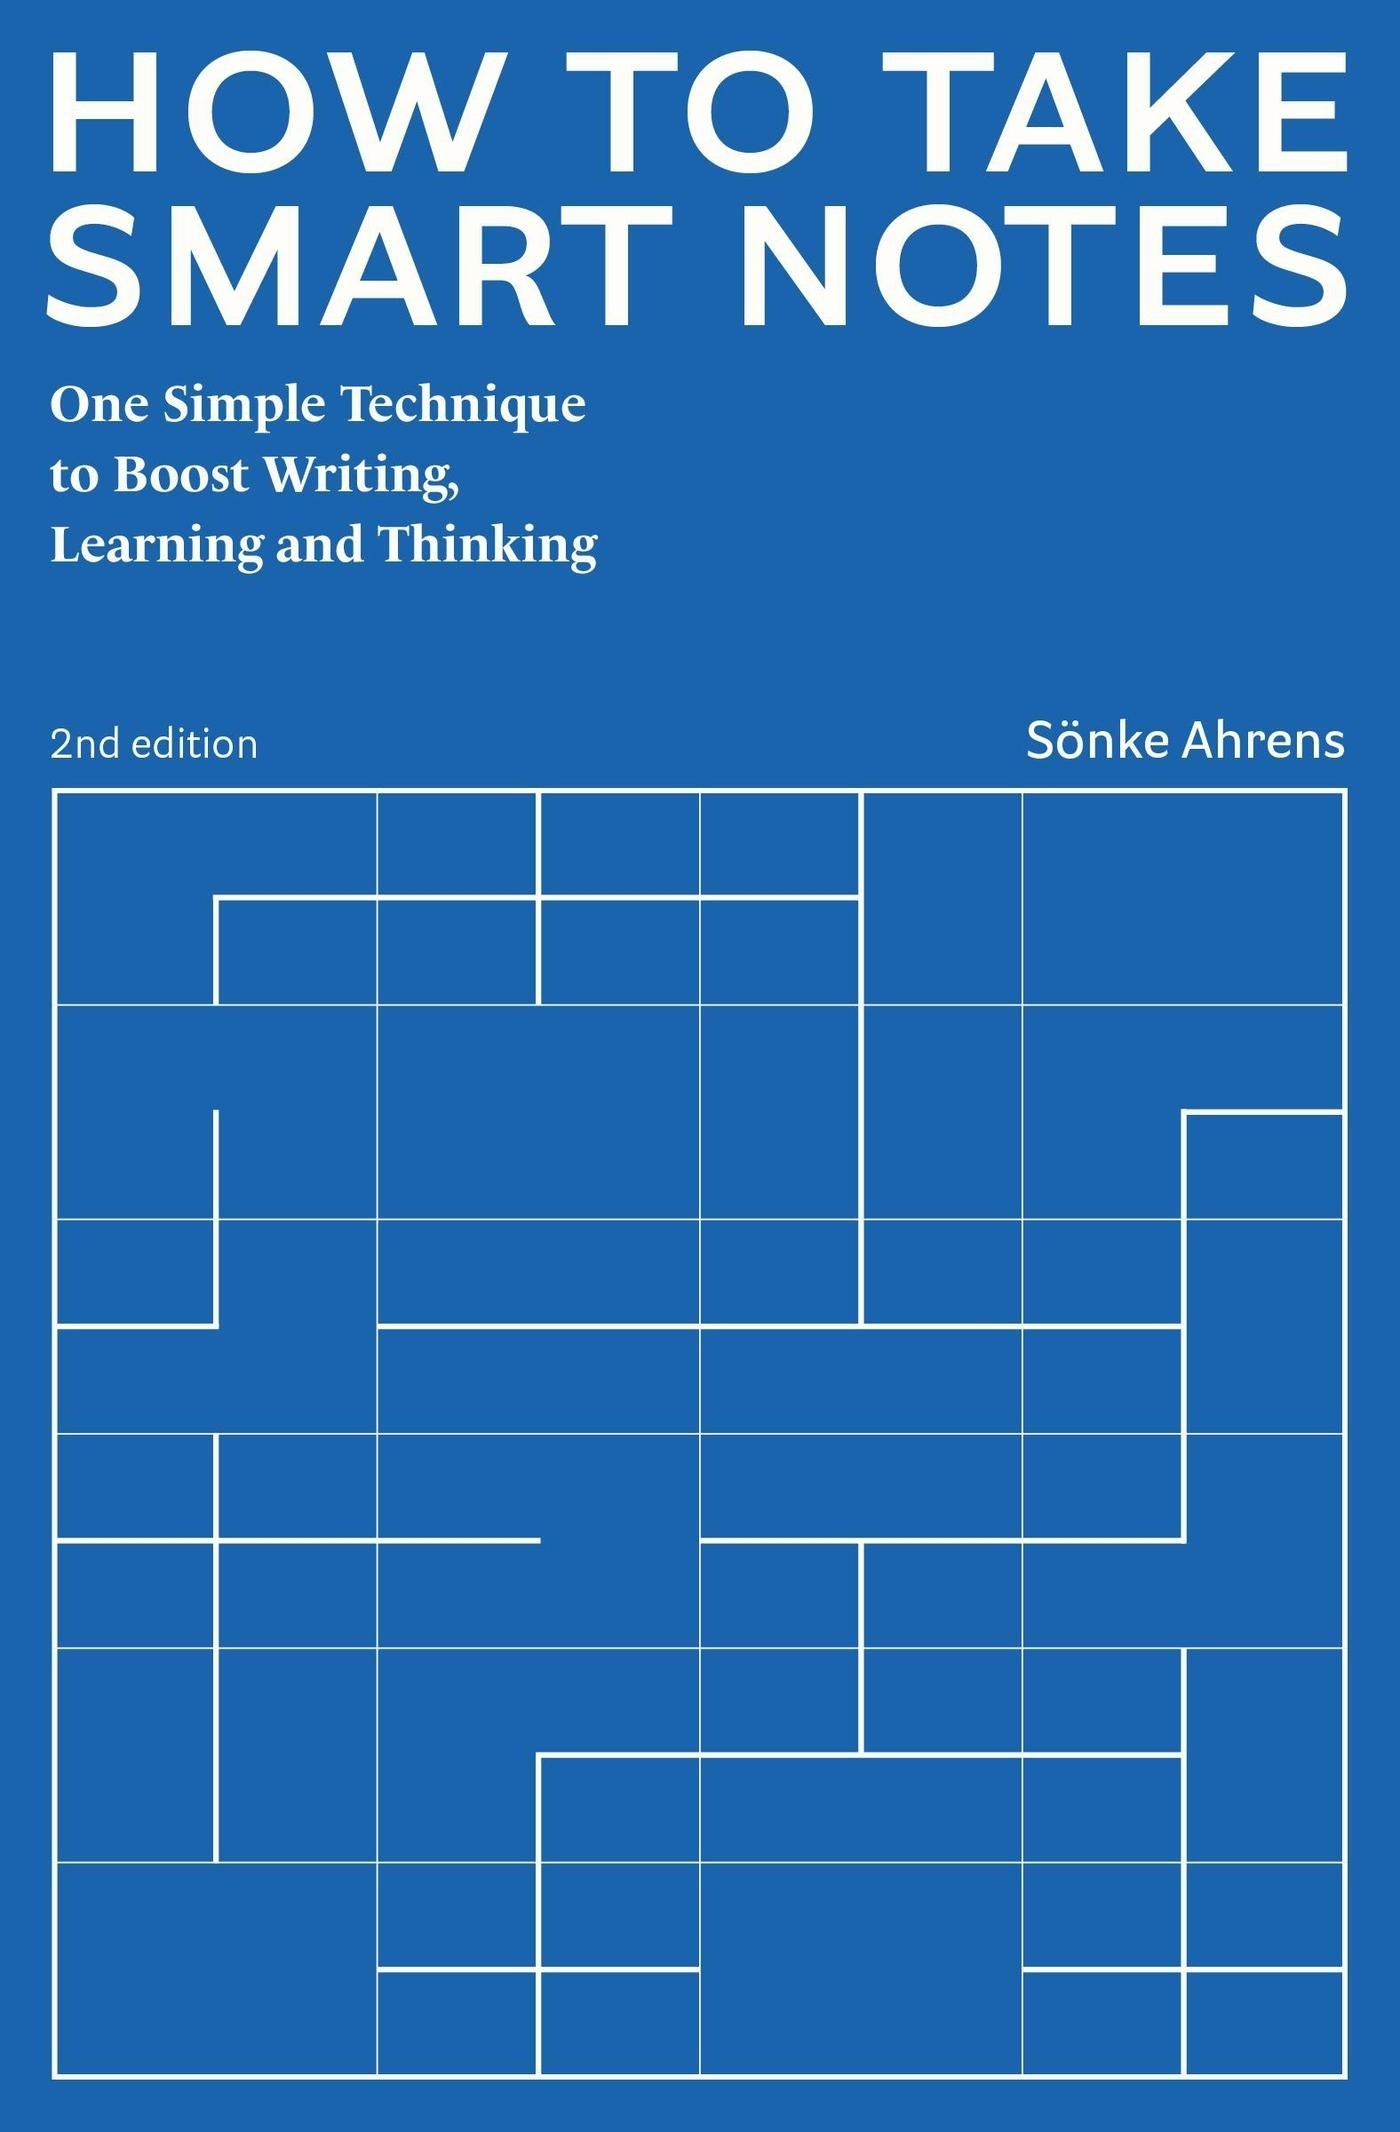 HOW TO TAKE
SMART NOTES
One Simple Technique
to Boost Writing,
Learning and Thinking
2nd edition
Sönke Ahrens